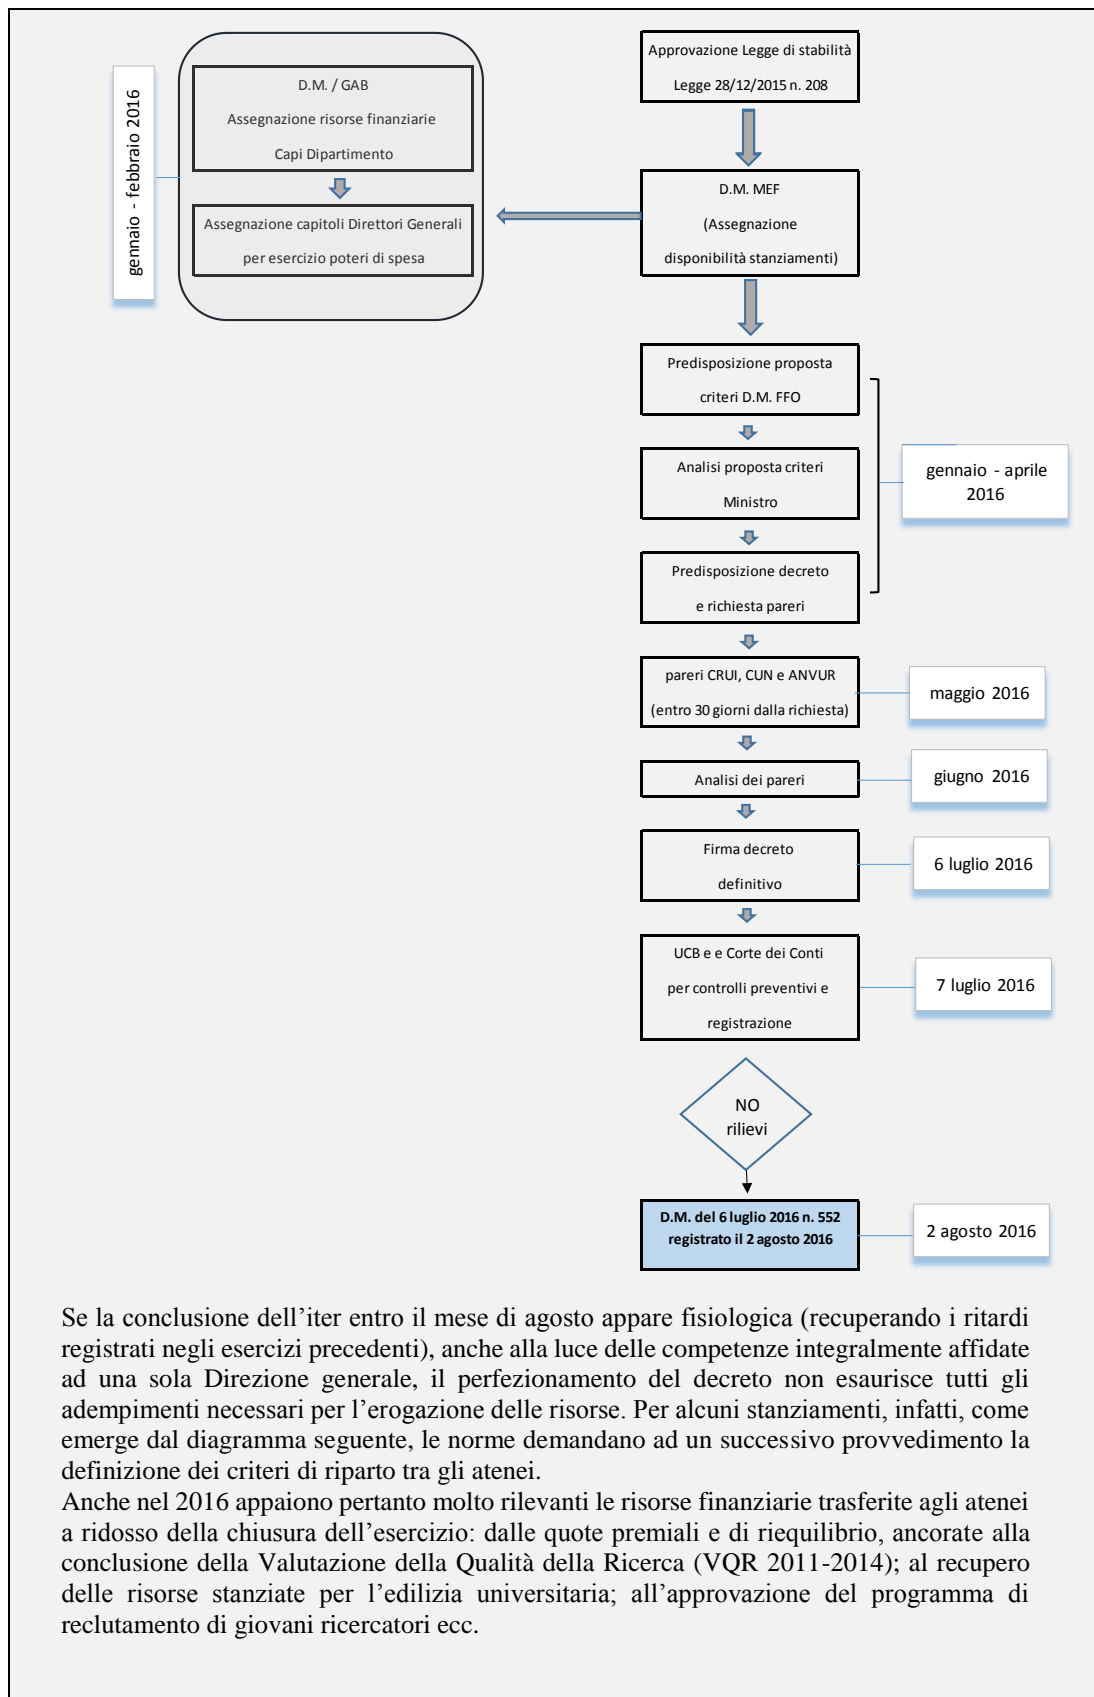 gennaio - febbraio 2016
D.M. / GAB
Assegnazione risorse finanziarie
Capi Dipartimento
Assegnazione capitoli Direttori Generali
per esercizio poteri di spesa
Approvazione Legge di stabilità
Legge 28/12/2015 n. 208
D.M. MEF
(Assegnazione
disponibilità stanziamenti)
Predisposizione proposta
criteri D.M. FFO
Analisi proposta criteri
Ministro
Predisposizione decreto
e richiesta pareri
gennaio - aprile
2016
pareri CRUI, CUN e ANVUR
(entro 30 giorni dalla richiesta)
maggio 2016
Analisi dei pareri
giugno 2016
Firma decreto
definitivo
6 luglio 2016
UCB e e Corte dei Conti
per controlli preventivi e
registrazione
7 luglio 2016
NO
rilievi
D.M. del 6 luglio 2016 n. 552
registrato il 2 agosto 2016
2 agosto 2016
Se la conclusione dell'iter entro il mese di agosto appare fisiologica (recuperando i ritardi
registrati negli esercizi precedenti), anche alla luce delle competenze integralmente affidate
ad una sola Direzione generale, il perfezionamento del decreto non esaurisce tutti gli
adempimenti necessari per l'erogazione delle risorse. Per alcuni stanziamenti, infatti, come
emerge dal diagramma seguente, le norme demandano ad un successivo provvedimento la
definizione dei criteri di riparto tra gli atenei.
Anche nel 2016 appaiono pertanto molto rilevanti le risorse finanziarie trasferite agli atenei
a ridosso della chiusura dell'esercizio: dalle quote premiali e di riequilibrio, ancorate alla
conclusione della Valutazione della Qualità della Ricerca (VQR 2011-2014); al recupero
delle risorse stanziate per l'edilizia universitaria; all'approvazione del programma di
reclutamento di giovani ricercatori ecc.